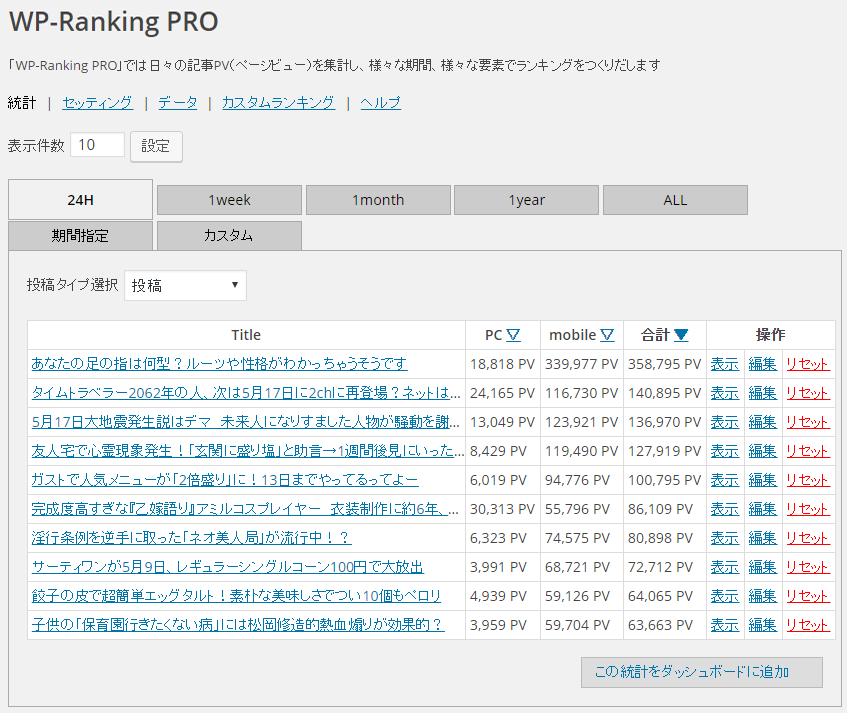 WP-Ranking PRO
「WP-Ranking PRO」では日々の記事PV(ページビュー)を集計し、様々な期間、様々な要素でランキングをつくりだします
統計 | セッティング | データ | カスタムランキング | ヘルプ
表示件数 10 設定
24H 1week 1month 1year ALL
期間指定 カスタム
投稿タイプ選択 投稿
Title PC ▽ mobile ▽ 合計 ▼ 操作
あなたの足の指は何型？ルーツや性格がわかっちゃうそうです 18,818 PV 339,977 PV 358,795 PV 表示 編集 リセット
タイムトラベラー2062年の人、次は5月17日に2chに再登場？ネットは... 24,165 PV 116,730 PV 140,895 PV 表示 編集 リセット
5月17日大地震発生説はデマ　未来人になりすました人物が騒動を謝... 13,049 PV 123,921 PV 136,970 PV 表示 編集 リセット
友人宅で心霊現象発生！「玄関に盛り塩」と助言→1週間後見にいった... 8,429 PV 119,490 PV 127,919 PV 表示 編集 リセット
ガストで人気メニューが「2倍盛り」に！13日までやってるってよー 6,019 PV 94,776 PV 100,795 PV 表示 編集 リセット
完成度高すぎな『乙嫁語り』アミルコスプレイヤー　衣装制作に約6年、... 30,313 PV 55,796 PV 86,109 PV 表示 編集 リセット
淫行条例を逆手に取った「ネオ美人局」が流行中！？ 6,323 PV 74,575 PV 80,898 PV 表示 編集 リセット
サーティワンが5月9日、レギュラーシングルコーン100円で大放出 3,991 PV 68,721 PV 72,712 PV 表示 編集 リセット
餃子の皮で超簡単エッグタルト！素朴な美味しさでつい10個もペロリ 4,939 PV 59,126 PV 64,065 PV 表示 編集 リセット
子供の「保育園行きたくない病」には松岡修造的熱血煽りが効果的？ 3,959 PV 59,704 PV 63,663 PV 表示 編集 リセット
この統計をダッシュボードに追加